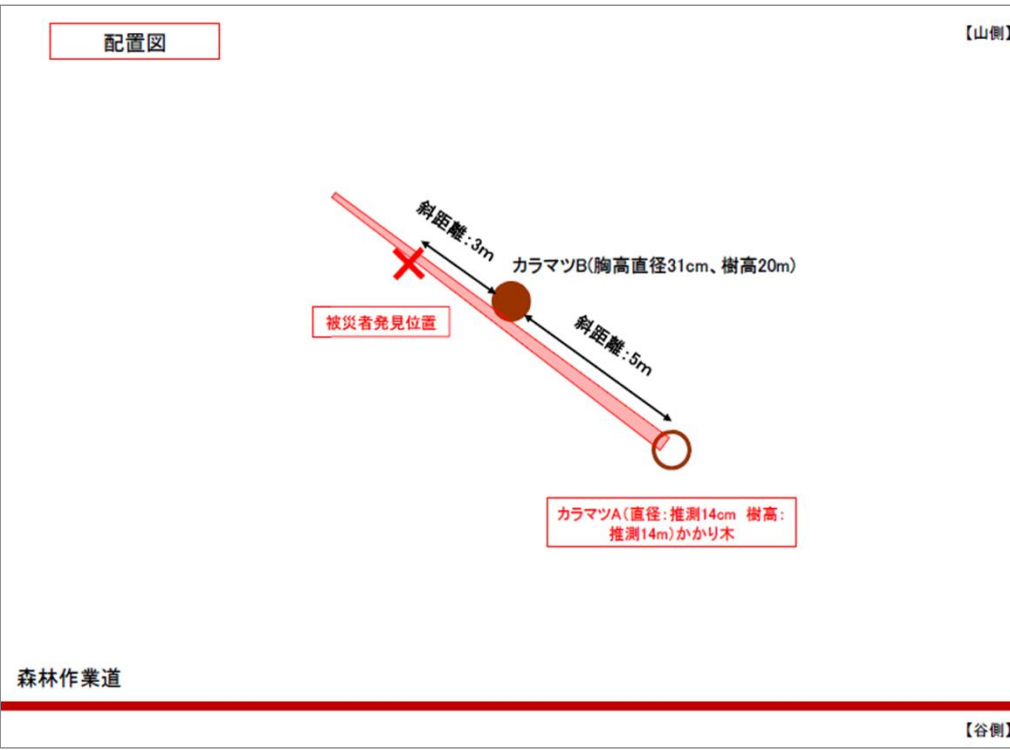 配置図
【山側】
斜距離：3m
カラマツB(胸高直径31cm、樹高20m)
被災者発見位置
斜距離：5m
カラマツA（直径：推測14cm 樹高：
推測14m）かかり木
森林作業道
【谷側】